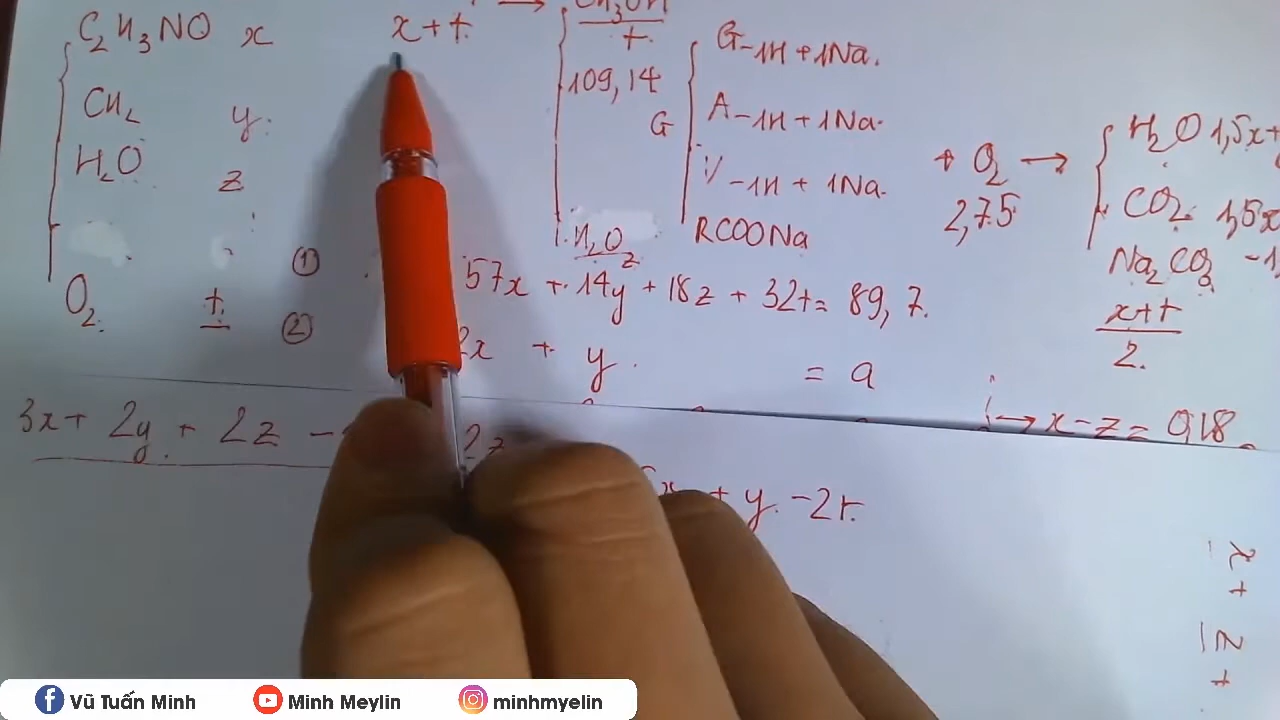 C2H3NO x x+t → CH3OH
t
G-1H + 1Na.
CH2 y. 109,14
G A-1H + 1Na.
H2O z V-1H + 1Na. + O2 → H2O 1,5x+
2,75 CO2 1,5x
H2O RCOONa
z Na2CO3
① 57x + 14y + 18z + 32t = 89,7. x+t
O2 t 2.
② 2x + y. = a
→ x-z = 0,18
3x + 2y + 2z
+ y - 2t.
Vũ Tuấn Minh Minh Meylin minhmyelin